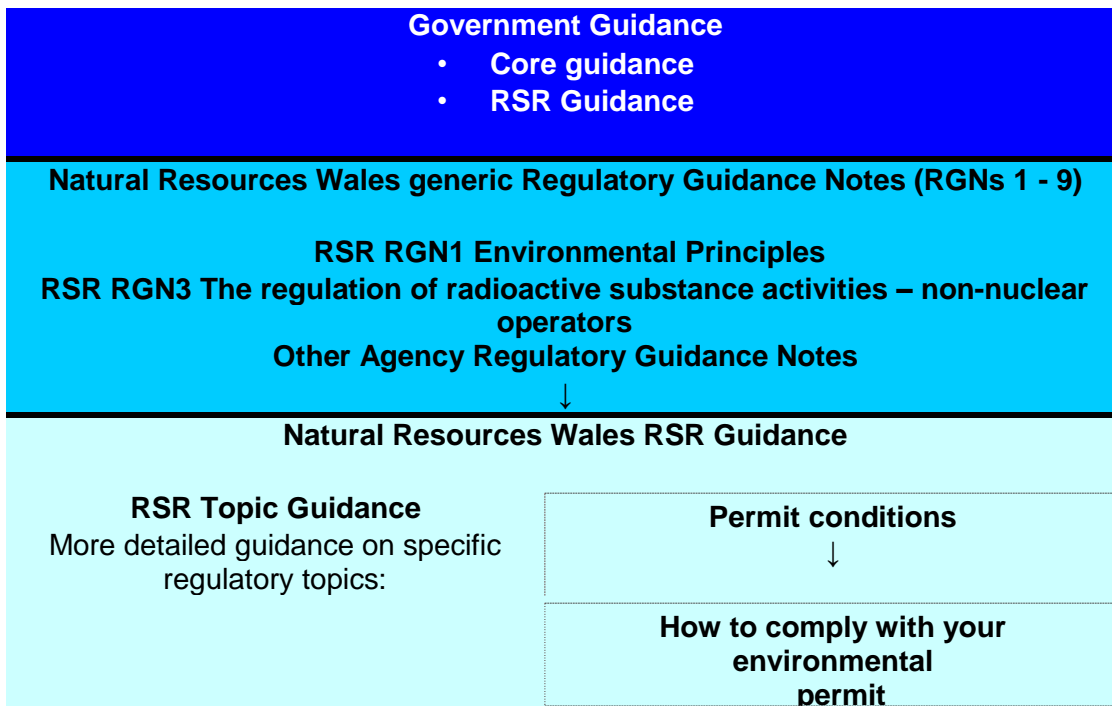 Government Guidance
• Core guidance
• RSR Guidance
Natural Resources Wales generic Regulatory Guidance Notes (RGNs 1 - 9)
RSR RGN1 Environmental Principles
RSR RGN3 The regulation of radioactive substance activities – non-nuclear
operators
Other Agency Regulatory Guidance Notes
↓
Natural Resources Wales RSR Guidance
RSR Topic Guidance
More detailed guidance on specific
regulatory topics:
Permit conditions
↓
How to comply with your
environmental
permit